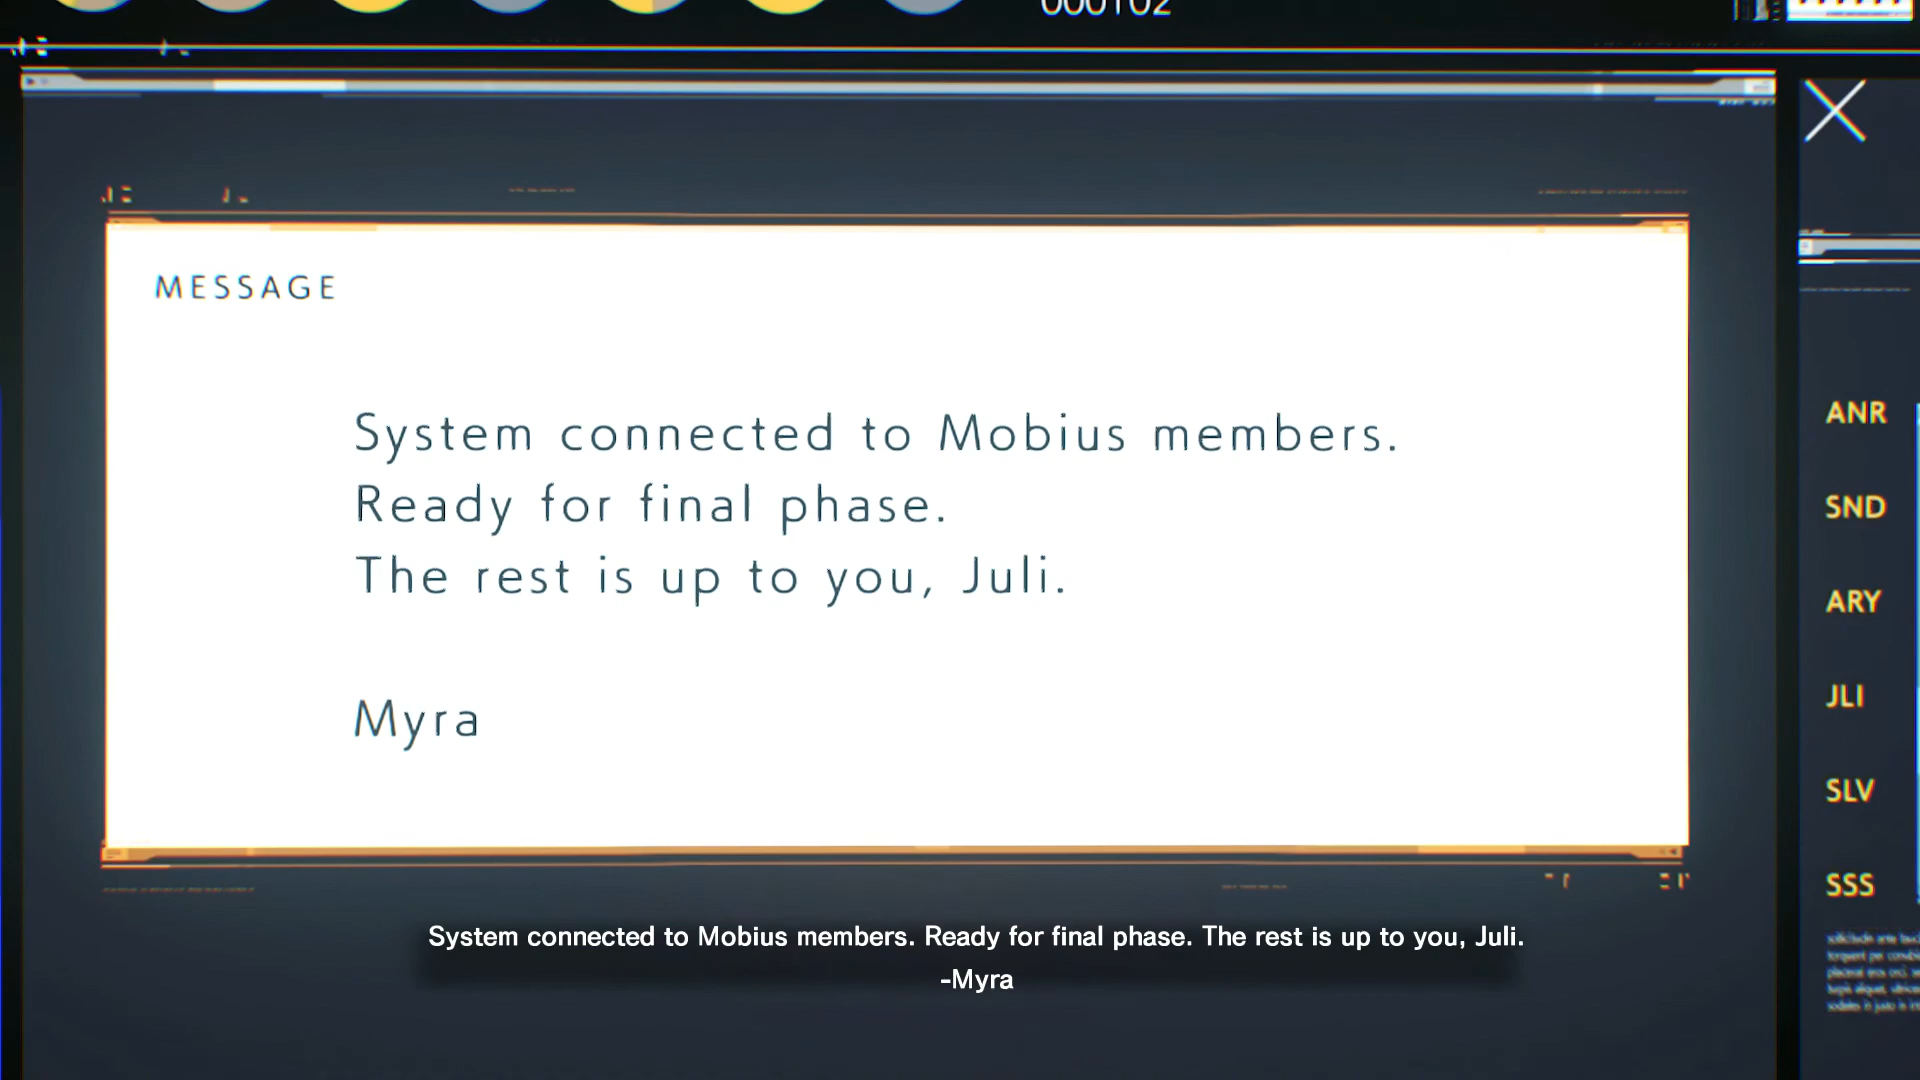 000102
MESSAGE
System connected to Mobius members.
Ready for final phase.
The rest is up to you, Juli.
Myra
ANR
SND
ARY
JLI
SLV
SSS
System connected to Mobius members. Ready for final phase. The rest is up to you, Juli.
-Myra